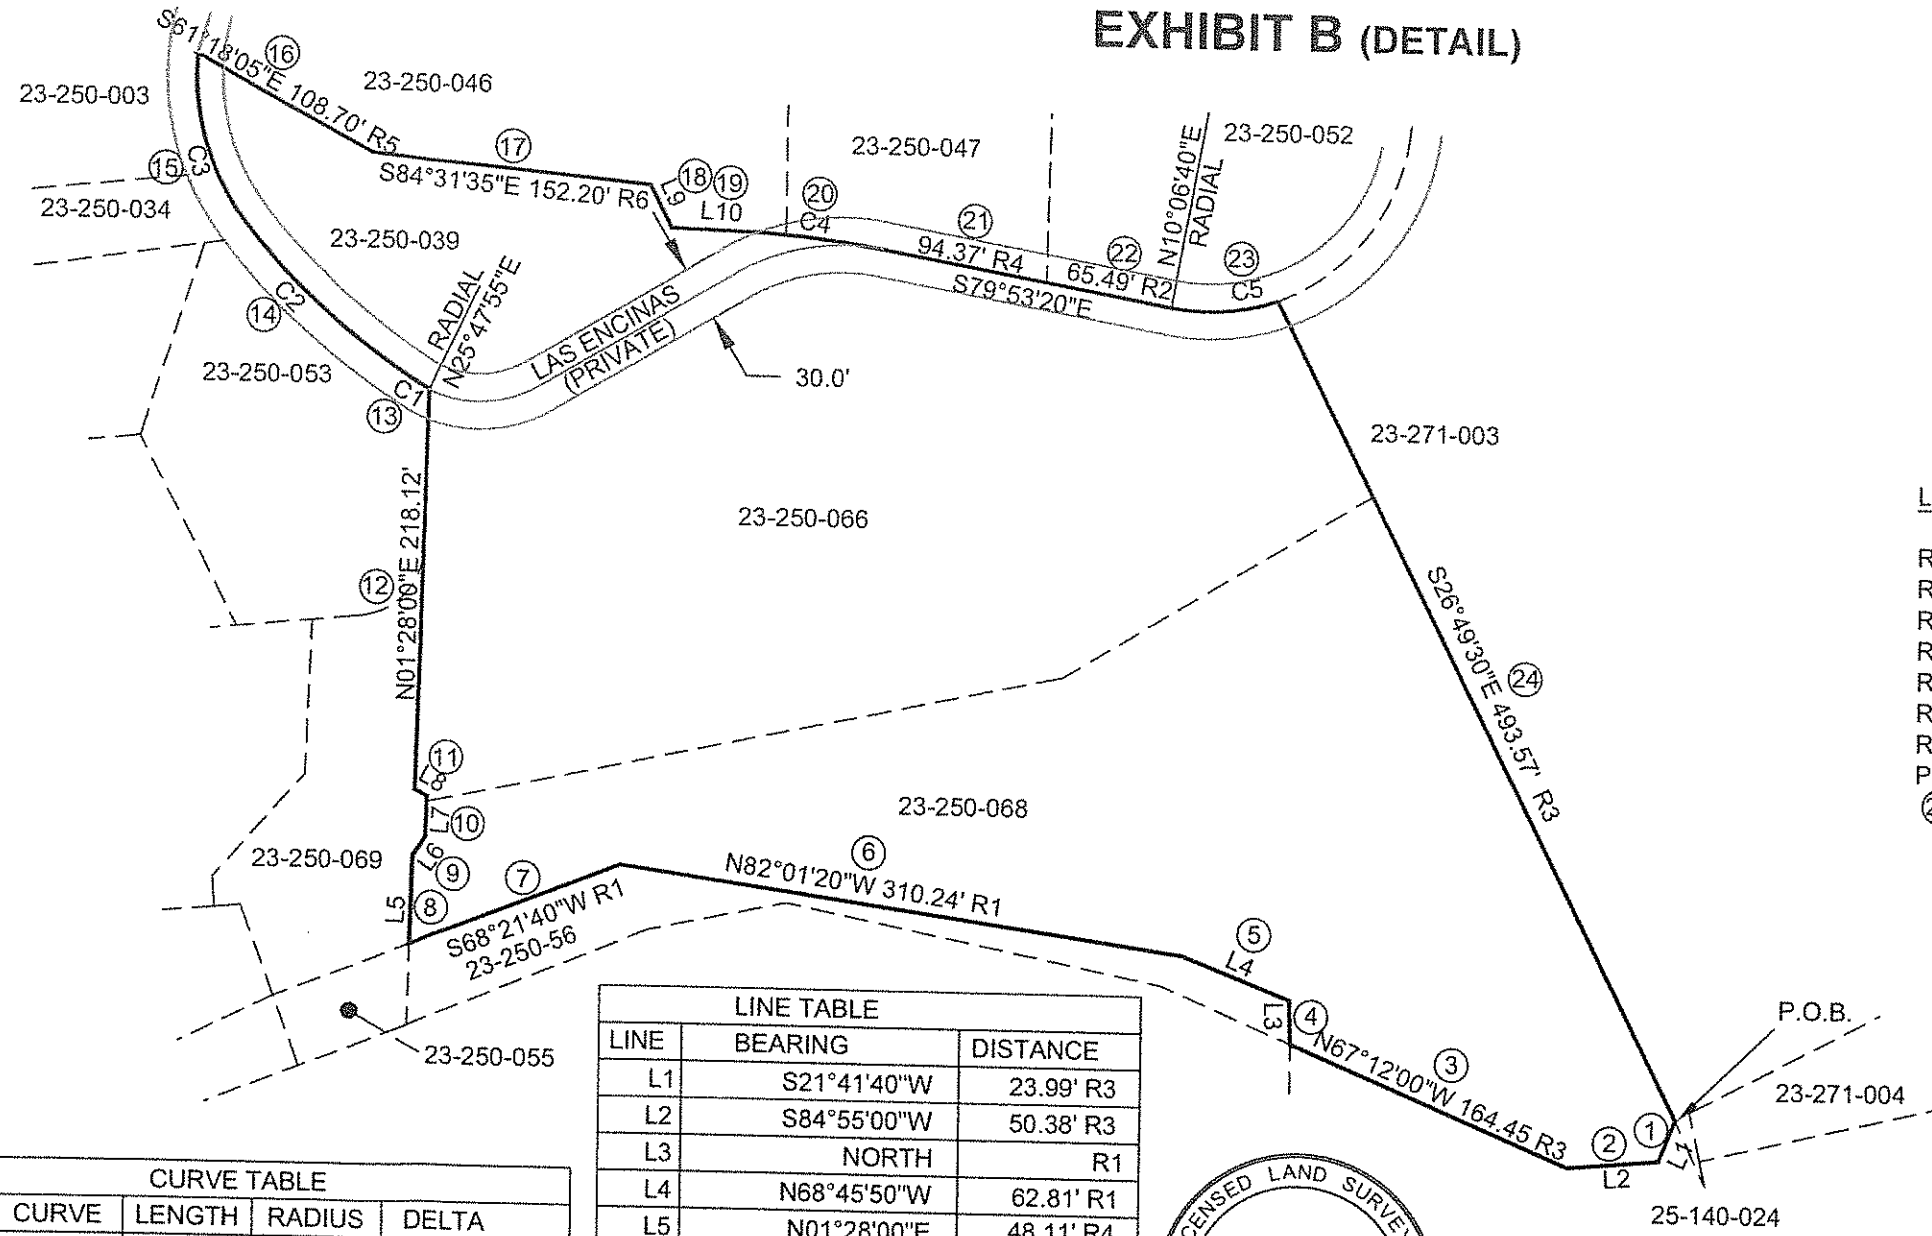 EXHIBIT B (DETAIL)
S61°18'05"E 108.70' R5
16
23-250-046
23-250-003
17
S84°31'35"E 152.20' R6
23-250-047
N10°06'40"E
RADIAL
23-250-052
15
C3
23-250-034
23-250-039
L9
18
19
L10
20
C4
21
94.37' R4
22
65.49' R2
S79°53'20"E
23
C5
C2
14
RADIAL
N25°47'55"E
LAS ENCINAS
(PRIVATE)
30.0'
23-250-053
C1
13
23-271-003
N01°28'00"E 218.12'
12
23-250-066
S26°49'30"E 493.57' R3
24
11
L8
L7
10
23-250-068
23-250-069
L6
9
L5
8
7
S68°21'40"W R1
23-250-56
6
N82°01'20"W 310.24' R1
5
L4
L3
4
N67°12'00"W 164.45 R3
3
P.O.B.
23-271-004
1
L1
2
L2
25-140-024
23-250-055
LINE TABLE
LINE BEARING DISTANCE
L1 S21°41'40"W 23.99' R3
L2 S84°55'00"W 50.38' R3
L3 NORTH R1
L4 N68°45'50"W 62.81' R1
L5 N01°28'00"E 48.11' R4
CURVE TABLE
CURVE LENGTH RADIUS DELTA
LAND
L
R
R
R
R
R
R
R
P